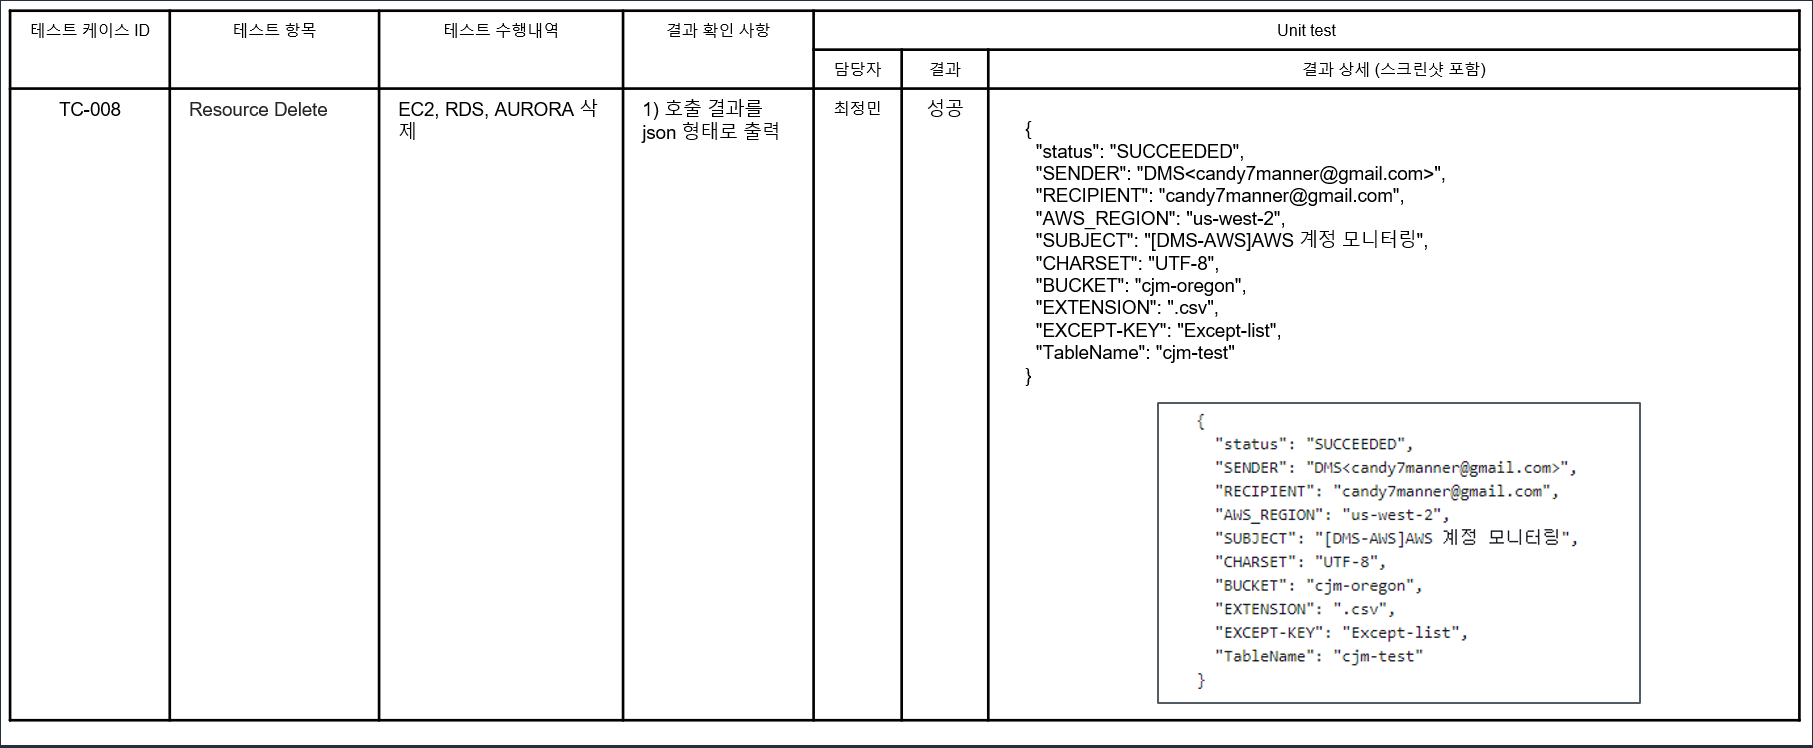 테스트 케이스 ID
테스트 항목
테스트 수행내역
결과 확인 사항
Unit test
담당자
결과
결과 상세 (스크린샷 포함)
TC-008
Resource Delete
EC2, RDS, AURORA 삭
제
1) 호출 결과를
json 형태로 출력
최정민
성공
{
"status": "SUCCEEDED",
"SENDER": "DMS<candy7manner@gmail.com>",
"RECIPIENT": "candy7manner@gmail.com",
"AWS_REGION": "us-west-2",
"SUBJECT": "[DMS-AWS]AWS 계정 모니터링",
"CHARSET": "UTF-8",
"BUCKET": "cjm-oregon",
"EXTENSION": ".csv",
"EXCEPT-KEY": "Except-list",
"TableName": "cjm-test"
}
{
"status": "SUCCEEDED",
"SENDER": "DMS<candy7manner@gmail.com>",
"RECIPIENT": "candy7manner@gmail.com",
"AWS_REGION": "us-west-2",
"SUBJECT": "[DMS-AWS]AWS 계정 모니터링",
"CHARSET": "UTF-8",
"BUCKET": "cjm-oregon",
"EXTENSION": ".csv",
"EXCEPT-KEY": "Except-list",
"TableName": "cjm-test"
}